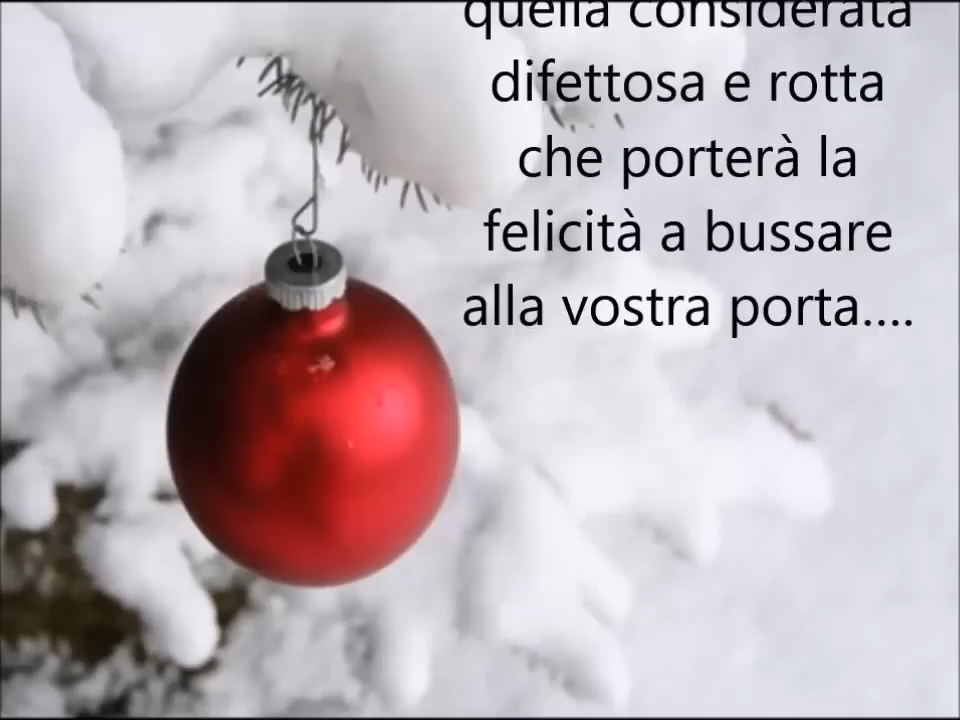 quella considerata
difettosa e rotta
che porterà la
felicità a bussare
alla vostra porta....